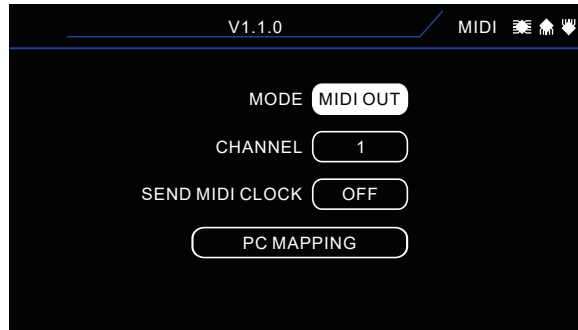 V1.1.0 MIDI
MODE MIDI OUT
CHANNEL 1
SEND MIDI CLOCK OFF
PC MAPPING